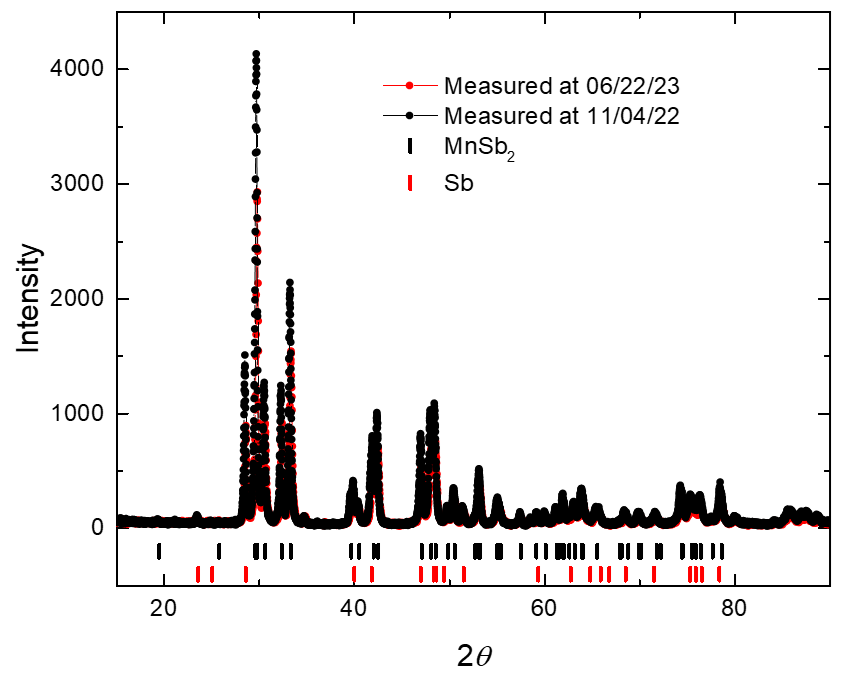 Intensity
4000
3000
2000
1000
0
Measured at 06/22/23
Measured at 11/04/22
MnSb₂
Sb
20 40 60 80
2θ